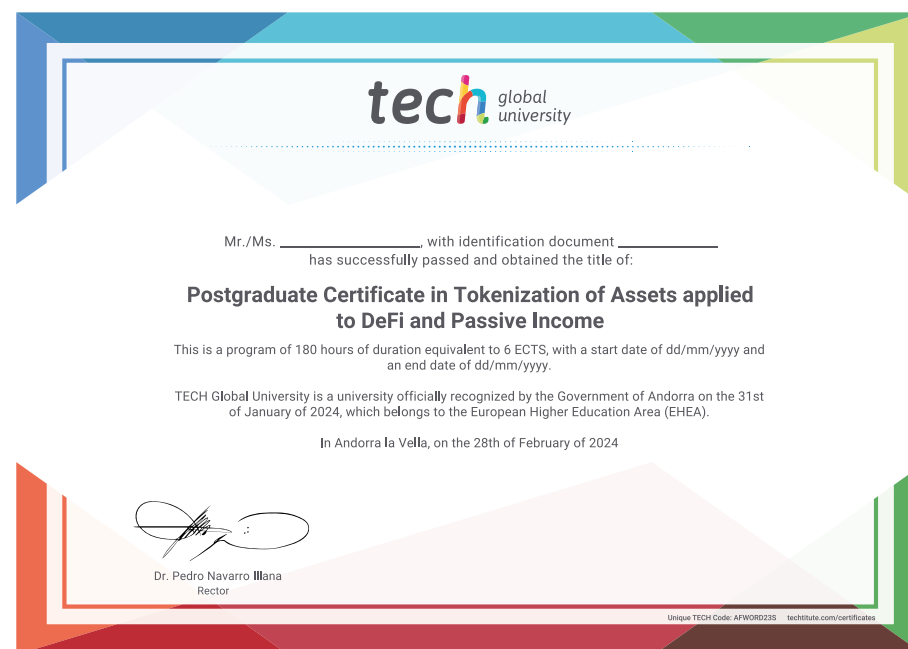 tech global university
Mr./Ms. ____________________, with identification document ______________
has successfully passed and obtained the title of:
Postgraduate Certificate in Tokenization of Assets applied
to DeFi and Passive Income
This is a program of 180 hours of duration equivalent to 6 ECTS, with a start date of dd/mm/yyyy and
an end date of dd/mm/yyyy.
TECH Global University is a university officially recognized by the Government of Andorra on the 31st
of January of 2024, which belongs to the European Higher Education Area (EHEA).
In Andorra la Vella, on the 28th of February of 2024
Dr. Pedro Navarro Illana
Rector
Unique TECH Code: AFWORD23S techtitute.com/certificates